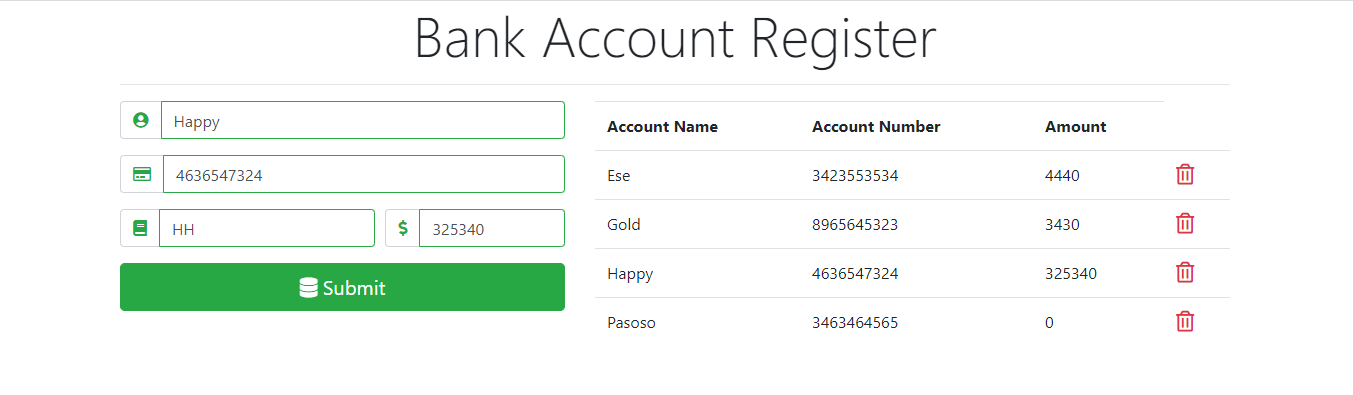 Bank Account Register
Happy
4636547324
HH
$ 325340
Submit
Account Name Account Number Amount
Ese 3423553534 4440
Gold 8965645323 3430
Happy 4636547324 325340
Pasoso 3463464565 0